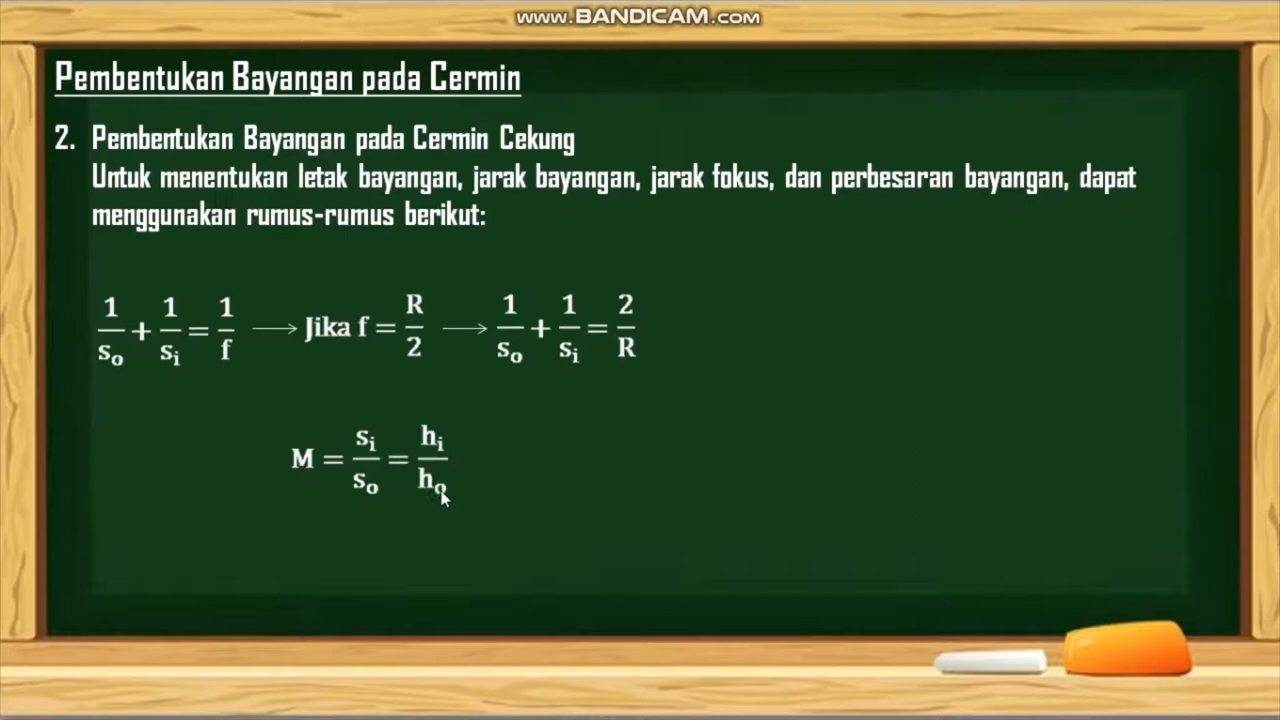 www.BANDICAM.com
Pembentukan Bayangan pada Cermin
2. Pembentukan Bayangan pada Cermin Cekung
Untuk menentukan letak bayangan, jarak bayangan, jarak fokus, dan perbesaran bayangan, dapat
menggunakan rumus-rumus berikut:
1/sₒ + 1/sᵢ = 1/f ⟶ Jika f = R/2 ⟶ 1/sₒ + 1/sᵢ = 2/R
M = sᵢ/sₒ = hᵢ/hₒ